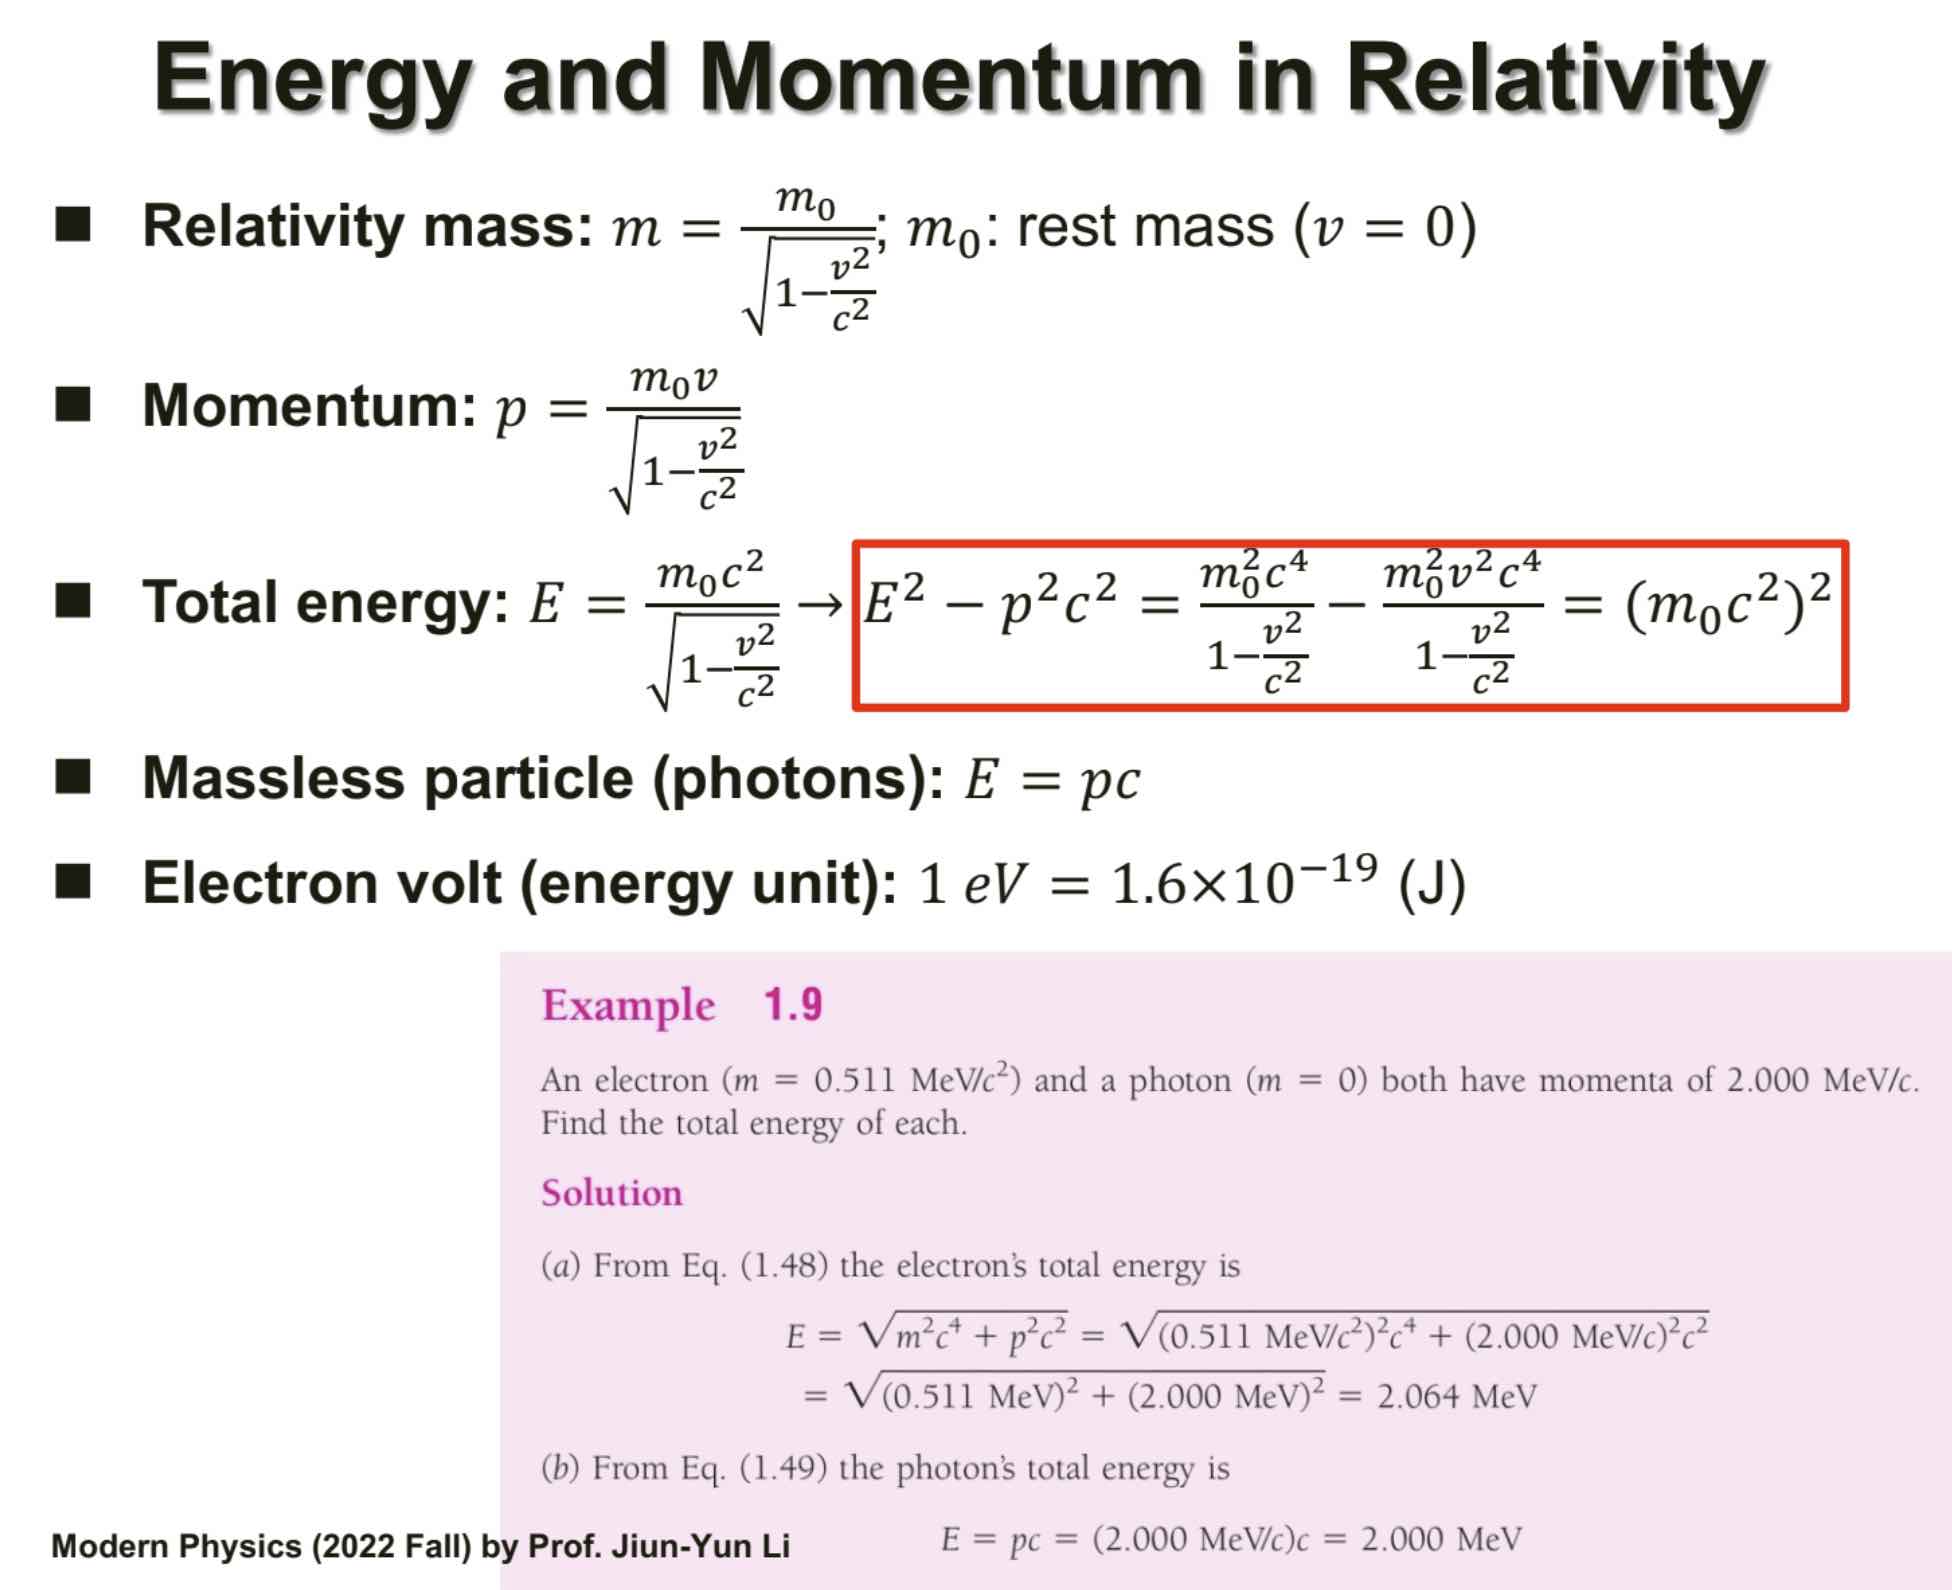 Energy and Momentum in Relativity
■ Relativity mass: $m = \frac{m_0}{\sqrt{1-\frac{v^2}{c^2}}}$; $m_0$: rest mass ($v = 0$)
■ Momentum: $p = \frac{m_0 v}{\sqrt{1-\frac{v^2}{c^2}}}$
■ Total energy: $E = \frac{m_0 c^2}{\sqrt{1-\frac{v^2}{c^2}}} \rightarrow E^2 - p^2c^2 = \frac{m_0^2 c^4}{1-\frac{v^2}{c^2}} - \frac{m_0^2 v^2 c^4}{1-\frac{v^2}{c^2}} = (m_0 c^2)^2$
■ Massless particle (photons): $E = pc$
■ Electron volt (energy unit): $1\ eV = 1.6 \times 10^{-19}$ (J)
Example 1.9
An electron ($m = 0.511$ MeV/$c^2$) and a photon ($m = 0$) both have momenta of 2.000 MeV/$c$.
Find the total energy of each.
Solution
(a) From Eq. (1.48) the electron's total energy is
$E = \sqrt{m^2c^4 + p^2c^2} = \sqrt{(0.511\ \text{MeV}/c^2)^2c^4 + (2.000\ \text{MeV}/c)^2c^2}$
$= \sqrt{(0.511\ \text{MeV})^2 + (2.000\ \text{MeV})^2} = 2.064\ \text{MeV}$
(b) From Eq. (1.49) the photon's total energy is
$E = pc = (2.000\ \text{MeV}/c)c = 2.000\ \text{MeV}$
Modern Physics (2022 Fall) by Prof. Jiun-Yun Li